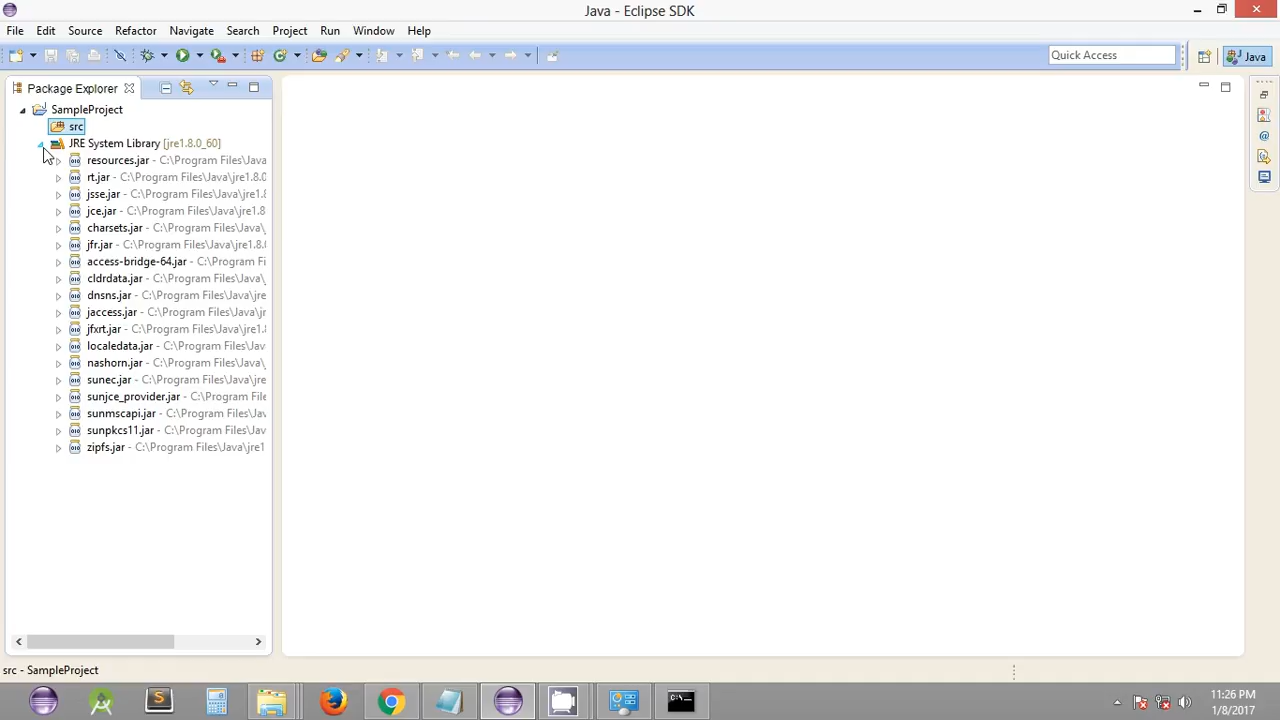 Java - Eclipse SDK
File Edit Source Refactor Navigate Search Project Run Window Help
Quick Access
Java
Package Explorer
SampleProject
src
JRE System Library [jre1.8.0_60]
resources.jar - C:\Program Files\Java
rt.jar - C:\Program Files\Java\jre1.8.0
jsse.jar - C:\Program Files\Java\jre1.8
jce.jar - C:\Program Files\Java\jre1.8
charsets.jar - C:\Program Files\Java\
jfr.jar - C:\Program Files\Java\jre1.8.0
access-bridge-64.jar - C:\Program F
cldrdata.jar - C:\Program Files\Java\
dnsns.jar - C:\Program Files\Java\jre
jaccess.jar - C:\Program Files\Java\jr
jfxrt.jar - C:\Program Files\Java\jre1.8
localedata.jar - C:\Program Files\Java
nashorn.jar - C:\Program Files\Java\
sunec.jar - C:\Program Files\Java\jre
sunjce_provider.jar - C:\Program File
sunmscapi.jar - C:\Program Files\Jav
sunpkcs11.jar - C:\Program Files\Jav
zipfs.jar - C:\Program Files\Java\jre1
src - SampleProject
11:26 PM
1/8/2017